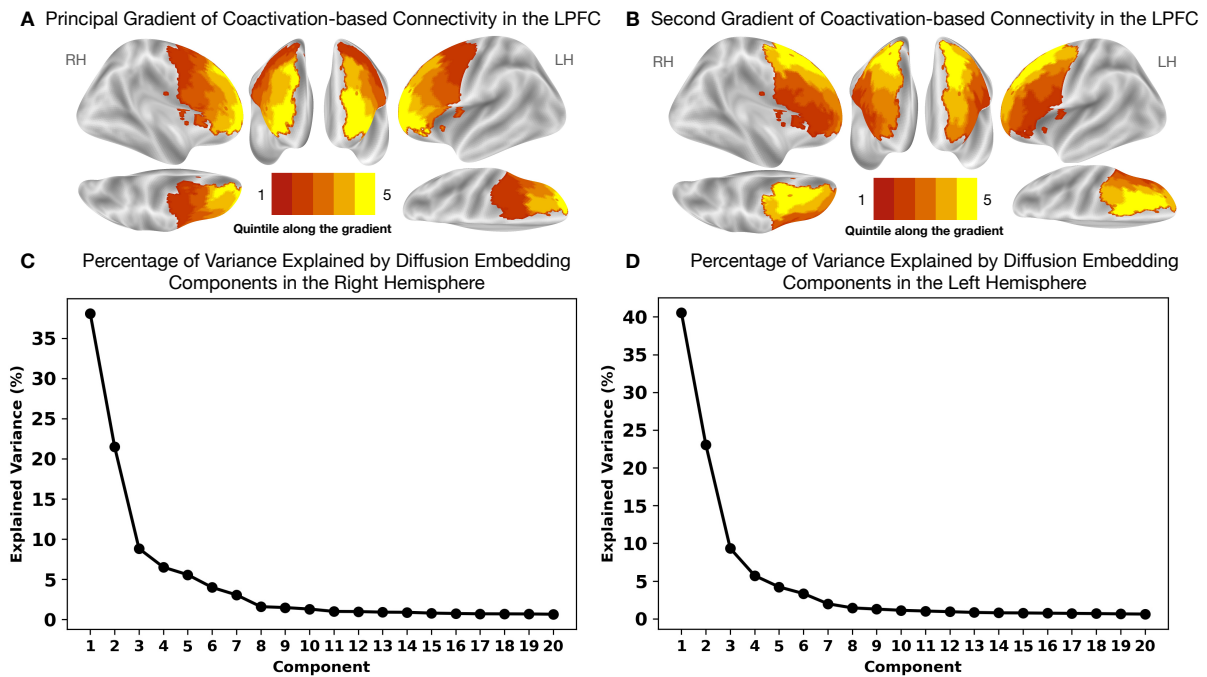 A Principal Gradient of Coactivation-based Connectivity in the LPFC
RH
LH
1
5
Quintile along the gradient
B Second Gradient of Coactivation-based Connectivity in the LPFC
RH
LH
1
5
Quintile along the gradient
C Percentage of Variance Explained by Diffusion Embedding
Components in the Right Hemisphere
Explained Variance (%)
35
30
25
20
15
10
5
0
1 2 3 4 5 6 7 8 9 10 11 12 13 14 15 16 17 18 19 20
Component
D Percentage of Variance Explained by Diffusion Embedding
Components in the Left Hemisphere
Explained Variance (%)
40
35
30
25
20
15
10
5
0
1 2 3 4 5 6 7 8 9 10 11 12 13 14 15 16 17 18 19 20
Component